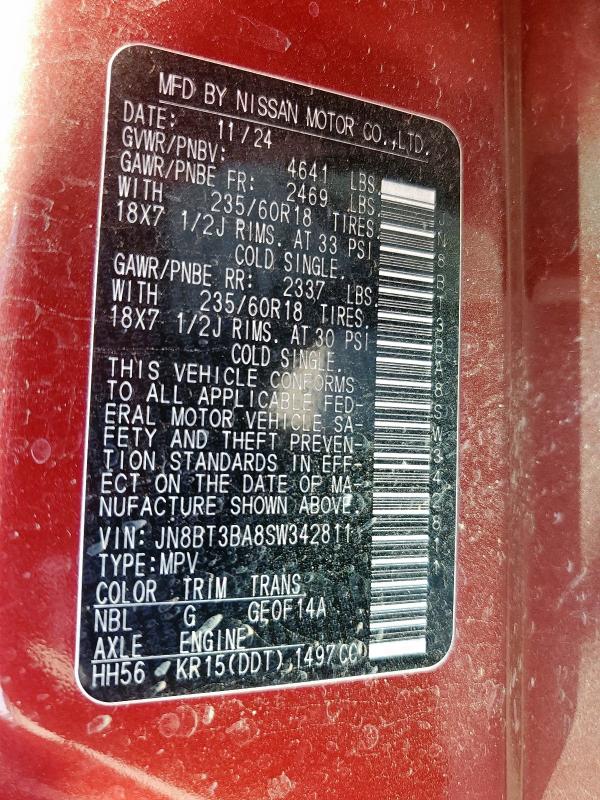 MFD BY NISSAN MOTOR CO.,LTD.
DATE: 11/24
GVWR/PNBV: 4641 LBS.
GAWR/PNBE FR: 2469 LBS.
WITH 235/60R18 TIRES.
18X7 1/2J RIMS. AT 33 PSI
COLD SINGLE.
GAWR/PNBE RR: 2337 LBS.
WITH 235/60R18 TIRES.
18X7 1/2J RIMS. AT 30 PSI
COLD SINGLE.
THIS VEHICLE CONFORMS
TO ALL APPLICABLE FED-
ERAL MOTOR VEHICLE SA-
FETY AND THEFT PREVEN-
TION STANDARDS IN EFF-
ECT ON THE DATE OF MA-
NUFACTURE SHOWN ABOVE.
VIN: JN8BT3BA8SW342811
TYPE:MPV
COLOR TRIM TRANS
NBL G GE0F14A
AXLE ENGINE
HH56 KR15(DDT),1497CC
JN8BT3BA8SW342811